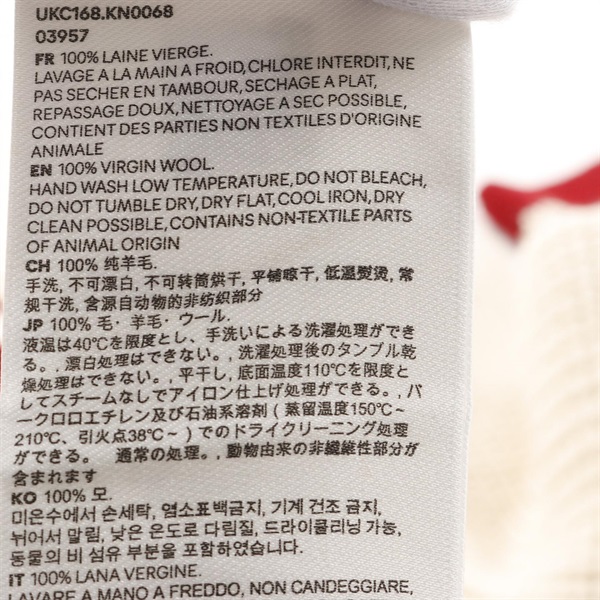 UKC168.KN0068
03957
FR 100% LAINE VIERGE.
LAVAGE A LA MAIN A FROID, CHLORE INTERDIT, NE
PAS SECHER EN TAMBOUR, SECHAGE A PLAT,
REPASSAGE DOUX, NETTOYAGE A SEC POSSIBLE,
CONTIENT DES PARTIES NON TEXTILES D'ORIGINE
ANIMALE
EN 100% VIRGIN WOOL.
HAND WASH LOW TEMPERATURE, DO NOT BLEACH,
DO NOT TUMBLE DRY, DRY FLAT, COOL IRON, DRY
CLEAN POSSIBLE, CONTAINS NON-TEXTILE PARTS
OF ANIMAL ORIGIN
CH 100% 纯羊毛.
手洗, 不可漂白, 不可转筒烘干, 平铺晾干, 低温熨烫, 常
规干洗, 含源自动物的非纺织部分
JP 100% 毛・羊毛・ウール.
液温は40℃を限度とし、手洗いによる洗濯処理ができ
る。, 漂白処理はできない。, 洗濯処理後のタンブル乾
燥処理はできない。, 平干し, 底面温度110℃を限度と
してスチームなしでアイロン仕上げ処理ができる。, パ
ークロロエチレン及び石油系溶剤 ( 蒸留温度150℃~
210℃、引火点38℃~ ) でのドライクリーニング処理
ができる。 通常の処理。, 動物由来の非繊維性部分が
含まれます
KO 100% 모.
미온수에서 손세탁, 염소표백금지, 기계 건조 금지,
뉘어서 말림, 낮은 온도로 다림질, 드라이클리닝 가능,
동물의 비 섬유 부분을 포함하였습니다.
IT 100% LANA VERGINE.
LAVARE A MANO A FREDDO, NON CANDEGGIARE,